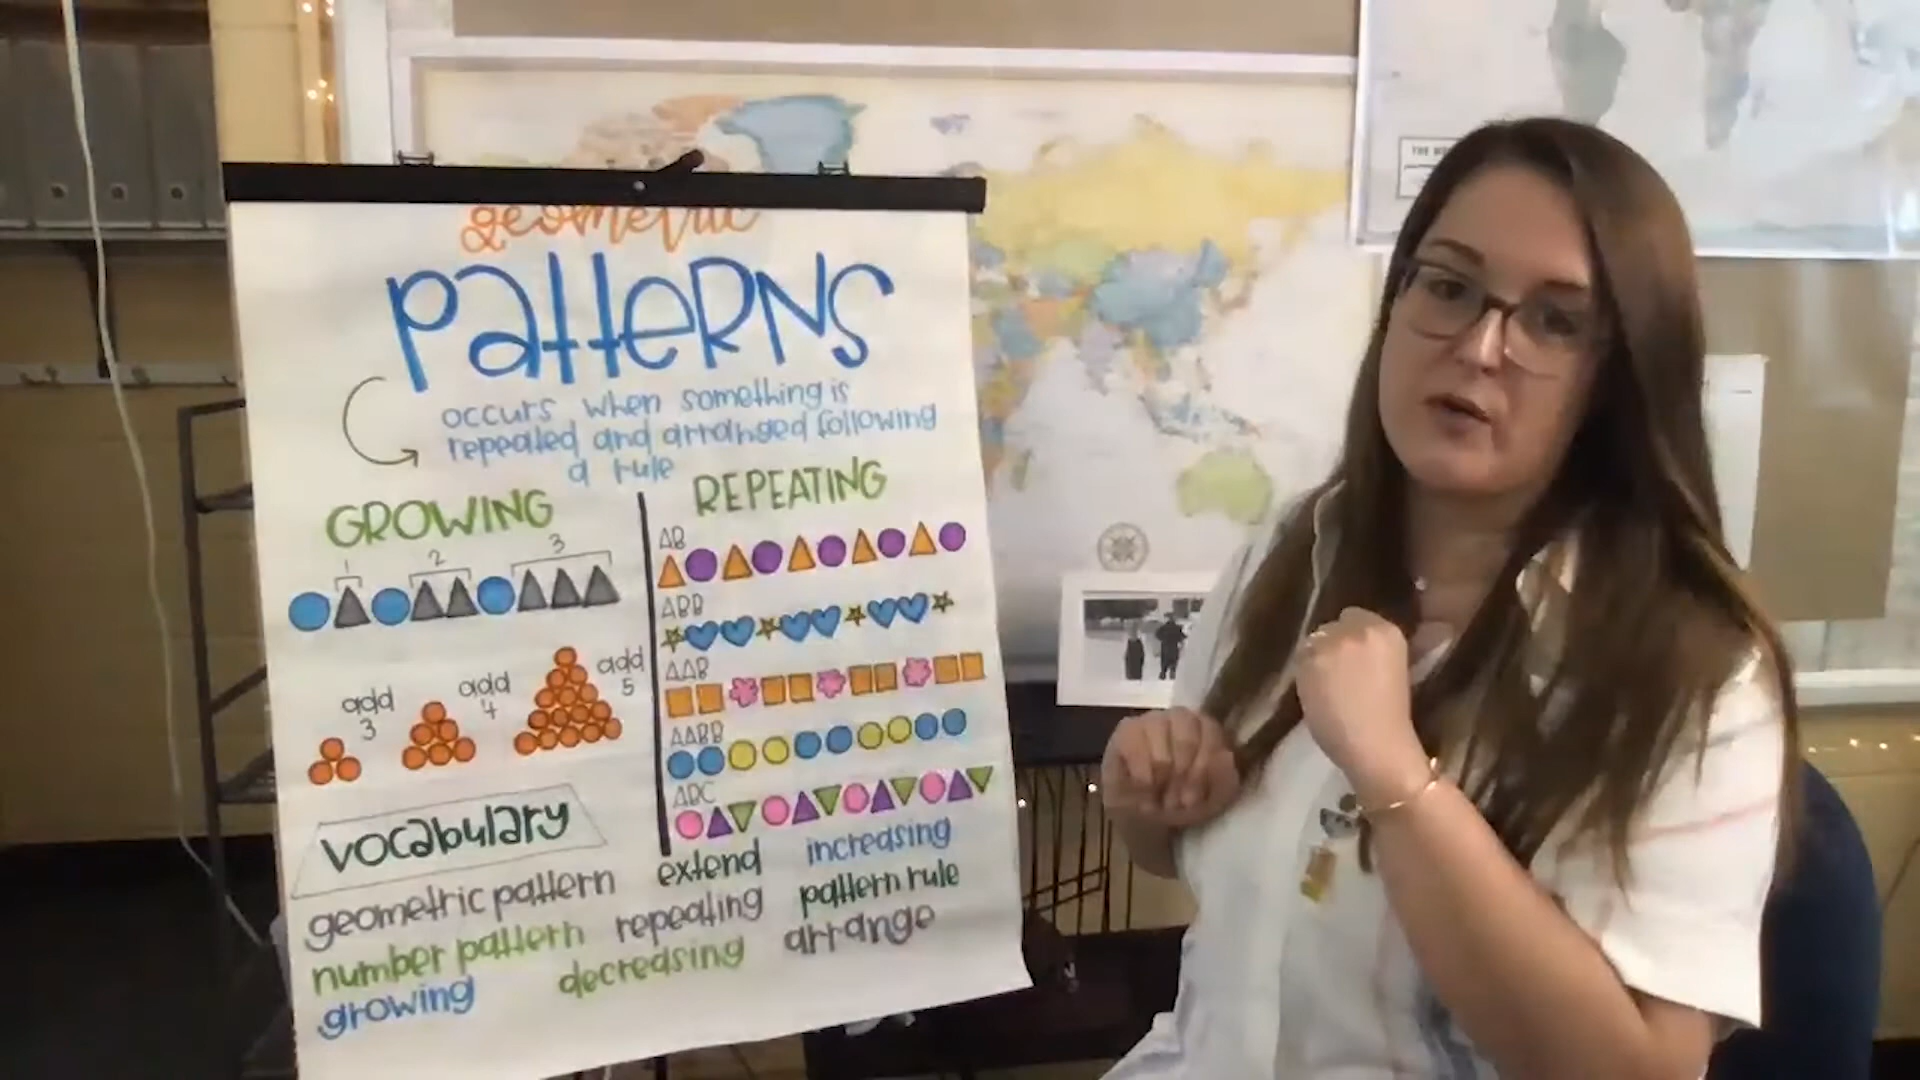 geometric
patterns
occurs when something is
repeated and arranged following
a rule
GROWING
1 2 3
add
3
add
4
add
5
REPEATING
AB
ABB
AAB
AABB
ABC
vocabulary
geometric pattern
number pattern
growing
extend
repeating
decreasing
increasing
pattern rule
arrange